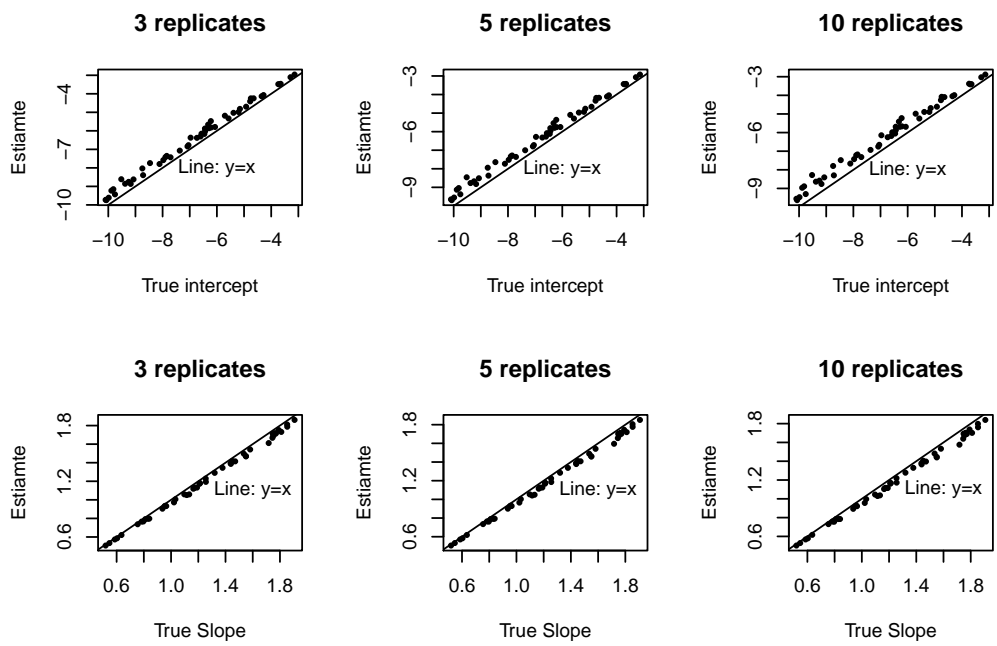 3 replicates
Estiamte
−4
−7
−10
Line: y=x
−10
−8
−6
−4
True intercept
5 replicates
Estiamte
−3
−6
−9
Line: y=x
−10
−8
−6
−4
True intercept
10 replicates
Estiamte
−3
−6
−9
Line: y=x
−10
−8
−6
−4
True intercept
3 replicates
Estiamte
1.8
1.2
0.6
Line: y=x
0.6
1.0
1.4
1.8
True Slope
5 replicates
Estiamte
1.8
1.2
0.6
Line: y=x
0.6
1.0
1.4
1.8
True Slope
10 replicates
Estiamte
1.8
1.2
0.6
Line: y=x
0.6
1.0
1.4
1.8
True Slope